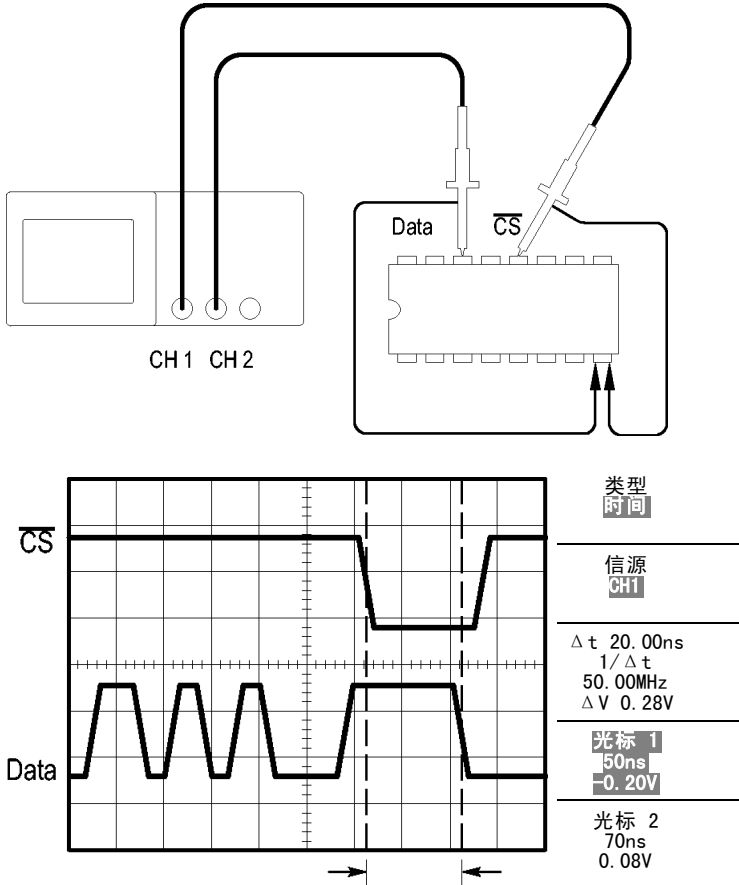 Data
CS
CH 1 CH 2
CS
Data
类型
时间
信源
CH1
Δt 20.00ns
1/Δt
50.00MHz
ΔV 0.28V
光标 1
50ns
-0.20V
光标 2
70ns
0.08V